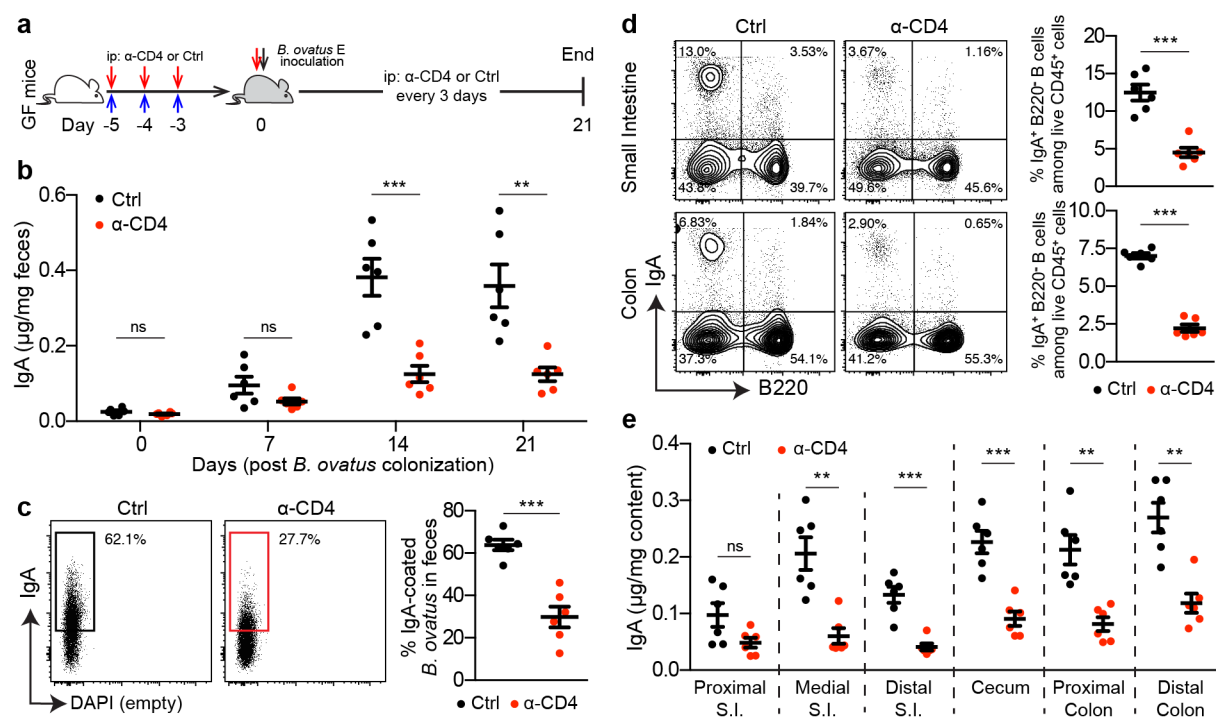 a
GF mice
ip: α-CD4 or Ctrl
B. ovatus E
inoculation
ip: α-CD4 or Ctrl
every 3 days
End
Day
-5
-4
-3
0
21
b
Ctrl
α-CD4
IgA (µg/mg feces)
0.6
0.4
0.2
0.0
ns
ns
***
**
0
7
14
21
Days (post B. ovatus colonization)
c
Ctrl
α-CD4
62.1%
27.7%
IgA
DAPI (empty)
% IgA-coated
B. ovatus in feces
80
60
40
20
0
***
Ctrl
α-CD4
d
Ctrl
α-CD4
Small Intestine
13.0%
3.53%
43.8%
39.7%
3.67%
1.16%
49.6%
45.6%
Colon
6.83%
1.84%
37.3%
54.1%
2.90%
0.65%
41.2%
55.3%
IgA
B220
% IgA+ B220- B cells
among live CD45+ cells
20
15
10
5
0
***
% IgA+ B220- B cells
among live CD45+ cells
10.0
7.5
5.0
2.5
0.0
***
Ctrl
α-CD4
e
Ctrl
α-CD4
IgA (µg/mg content)
0.4
0.3
0.2
0.1
0.0
ns
**
***
***
**
**
Proximal
S.I.
Medial
S.I.
Distal
S.I.
Cecum
Proximal
Colon
Distal
Colon